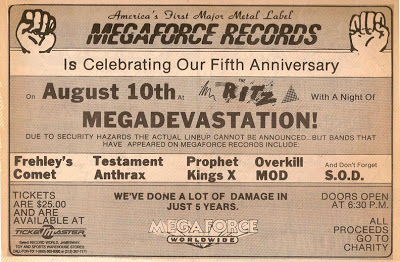 America's First Major Metal Label
MEGAFORCE RECORDS
Is Celebrating Our Fifth Anniversary
On August 10th At THE RITZ With A Night Of
MEGADEVASTATION!
DUE TO SECURITY HAZARDS THE ACTUAL LINEUP CANNOT BE ANNOUNCED...BUT BANDS THAT
HAVE APPEARED ON MEGAFORCE RECORDS INCLUDE:
Frehley's Comet
Testament
Anthrax
Prophet
Kings X
Overkill
MOD
And Don't Forget
S.O.D.
TICKETS
ARE $25.00
AND ARE
AVAILABLE AT
TICKETMASTER
WE'VE DONE A LOT OF DAMAGE IN
JUST 5 YEARS.
MEGAFORCE
WORLDWIDE
DOORS OPEN
AT 6:30 P.M.
ALL
PROCEEDS
GO TO
CHARITY